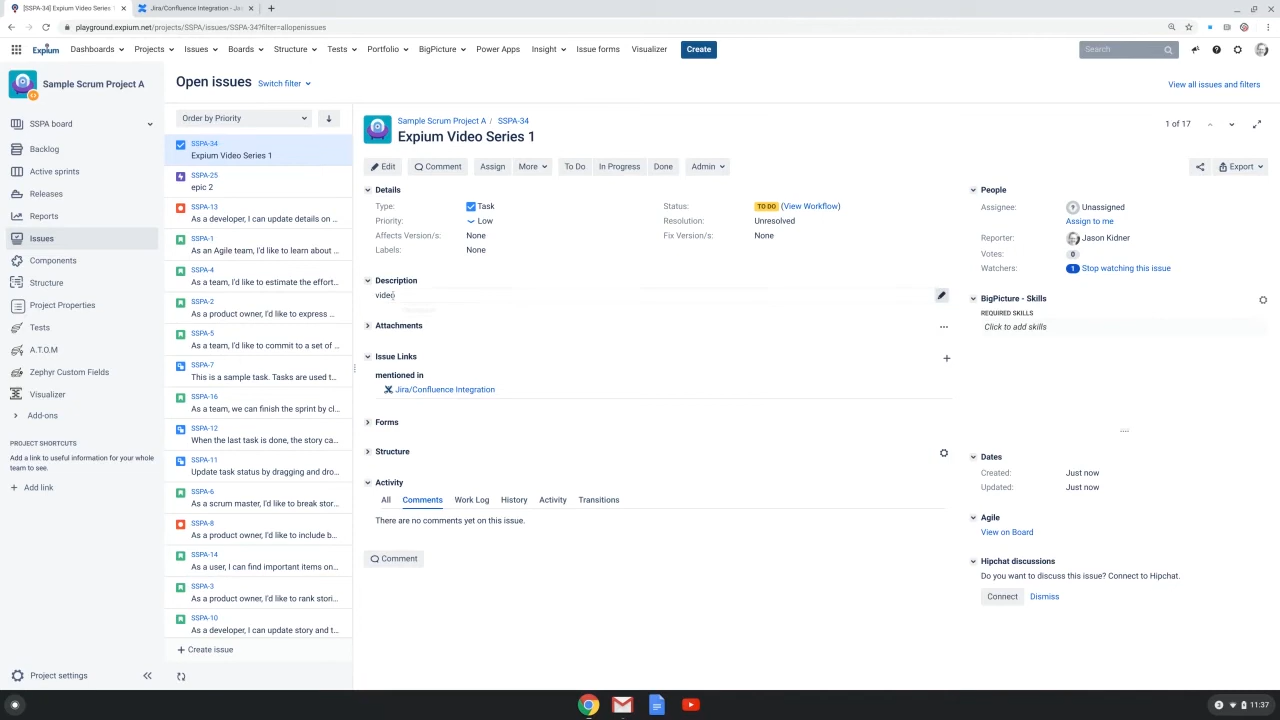 [SSPA-34] Expium Video Series 1
Jira/Confluence Integration - Ja
playground.expium.net/projects/SSPA/issues/SSPA-34?filter=allopenissues
Expium Dashboards Projects Issues Boards Structure Tests Portfolio BigPicture Power Apps Insight Issue forms Visualizer Create Search
Sample Scrum Project A
SSPA board
Backlog
Active sprints
Releases
Reports
Issues
Components
Structure
Project Properties
Tests
A.T.O.M
Zephyr Custom Fields
Visualizer
Add-ons
PROJECT SHORTCUTS
Add a link to useful information for your whole
team to see.
Add link
Project settings
Open issues Switch filter
View all issues and filters
Order by Priority
SSPA-34
Expium Video Series 1
SSPA-25
epic 2
SSPA-13
As a developer, I can update details on ...
SSPA-1
As an Agile team, I'd like to learn about ...
SSPA-4
As a team, I'd like to estimate the effort...
SSPA-2
As a product owner, I'd like to express ...
SSPA-5
As a team, I'd like to commit to a set of ...
SSPA-7
This is a sample task. Tasks are used t...
SSPA-16
As a team, we can finish the sprint by cl...
SSPA-12
When the last task is done, the story ca...
SSPA-11
Update task status by dragging and dro...
SSPA-6
As a scrum master, I'd like to break stor...
SSPA-8
As a product owner, I'd like to include b...
SSPA-14
As a user, I can find important items on...
SSPA-3
As a product owner, I'd like to rank stori...
SSPA-10
As a developer, I can update story and t...
Create issue
Sample Scrum Project A / SSPA-34
Expium Video Series 1
1 of 17
Edit Comment Assign More To Do In Progress Done Admin Export
Details
Type: Task
Priority: Low
Affects Version/s: None
Labels: None
Status: TO DO (View Workflow)
Resolution: Unresolved
Fix Version/s: None
Description
video
Attachments
Issue Links
mentioned in
Jira/Confluence Integration
Forms
Structure
Activity
All Comments Work Log History Activity Transitions
There are no comments yet on this issue.
Comment
People
Assignee: Unassigned
Assign to me
Reporter: Jason Kidner
Votes: 0
Watchers: 1 Stop watching this issue
BigPicture - Skills
REQUIRED SKILLS
Click to add skills
....
Dates
Created: Just now
Updated: Just now
Agile
View on Board
Hipchat discussions
Do you want to discuss this issue? Connect to Hipchat.
Connect Dismiss
3 11:37